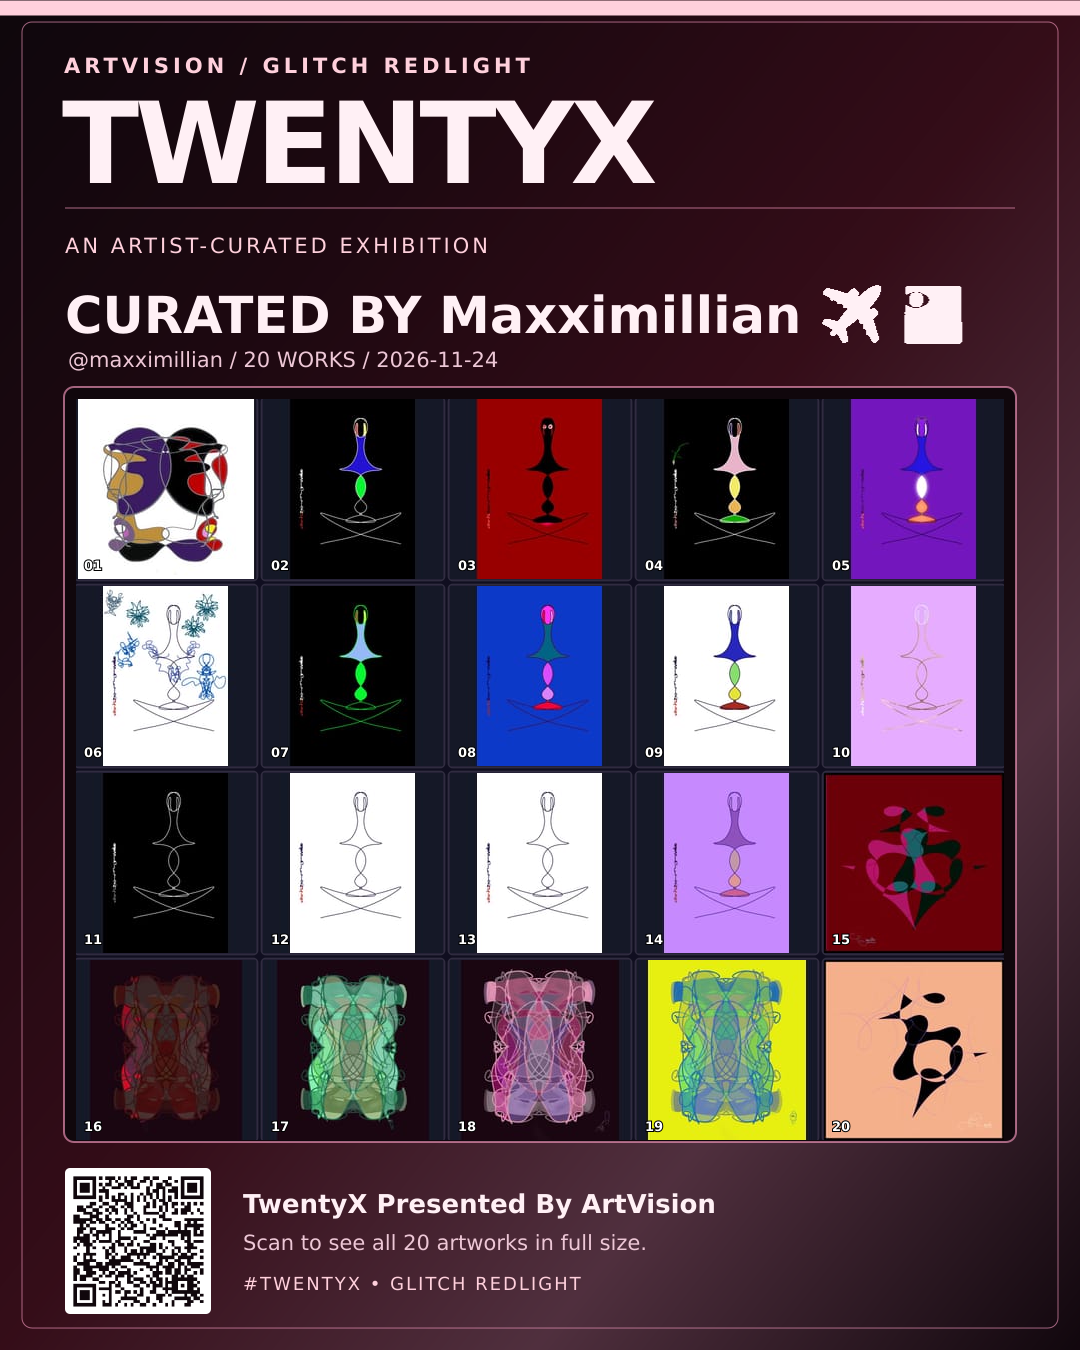 ARTVISION / GLITCH REDLIGHT
TWENTYX
AN ARTIST-CURATED EXHIBITION
CURATED BY Maxximillian
@maxximillian / 20 WORKS / 2026-11-24
01 02 03 04 05
06 07 08 09 10
11 12 13 14 15
16 17 18 19 20
TwentyX Presented By ArtVision
Scan to see all 20 artworks in full size.
#TWENTYX • GLITCH REDLIGHT